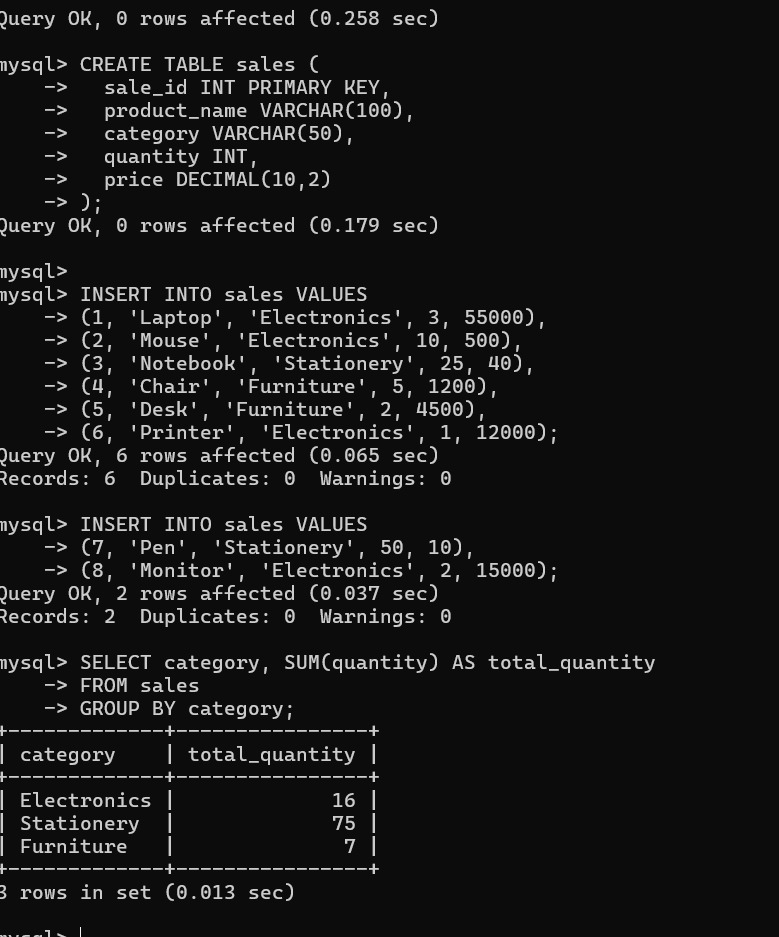 Query OK, 0 rows affected (0.258 sec)
mysql> CREATE TABLE sales (
    ->   sale_id INT PRIMARY KEY,
    ->   product_name VARCHAR(100),
    ->   category VARCHAR(50),
    ->   quantity INT,
    ->   price DECIMAL(10,2)
    -> );
Query OK, 0 rows affected (0.179 sec)
mysql>
mysql> INSERT INTO sales VALUES
    -> (1, 'Laptop', 'Electronics', 3, 55000),
    -> (2, 'Mouse', 'Electronics', 10, 500),
    -> (3, 'Notebook', 'Stationery', 25, 40),
    -> (4, 'Chair', 'Furniture', 5, 1200),
    -> (5, 'Desk', 'Furniture', 2, 4500),
    -> (6, 'Printer', 'Electronics', 1, 12000);
Query OK, 6 rows affected (0.065 sec)
Records: 6  Duplicates: 0  Warnings: 0
mysql> INSERT INTO sales VALUES
    -> (7, 'Pen', 'Stationery', 50, 10),
    -> (8, 'Monitor', 'Electronics', 2, 15000);
Query OK, 2 rows affected (0.037 sec)
Records: 2  Duplicates: 0  Warnings: 0
mysql> SELECT category, SUM(quantity) AS total_quantity
    -> FROM sales
    -> GROUP BY category;
+-------------+----------------+
| category    | total_quantity |
+-------------+----------------+
| Electronics |             16 |
| Stationery  |             75 |
| Furniture   |              7 |
+-------------+----------------+
3 rows in set (0.013 sec)
mysql>